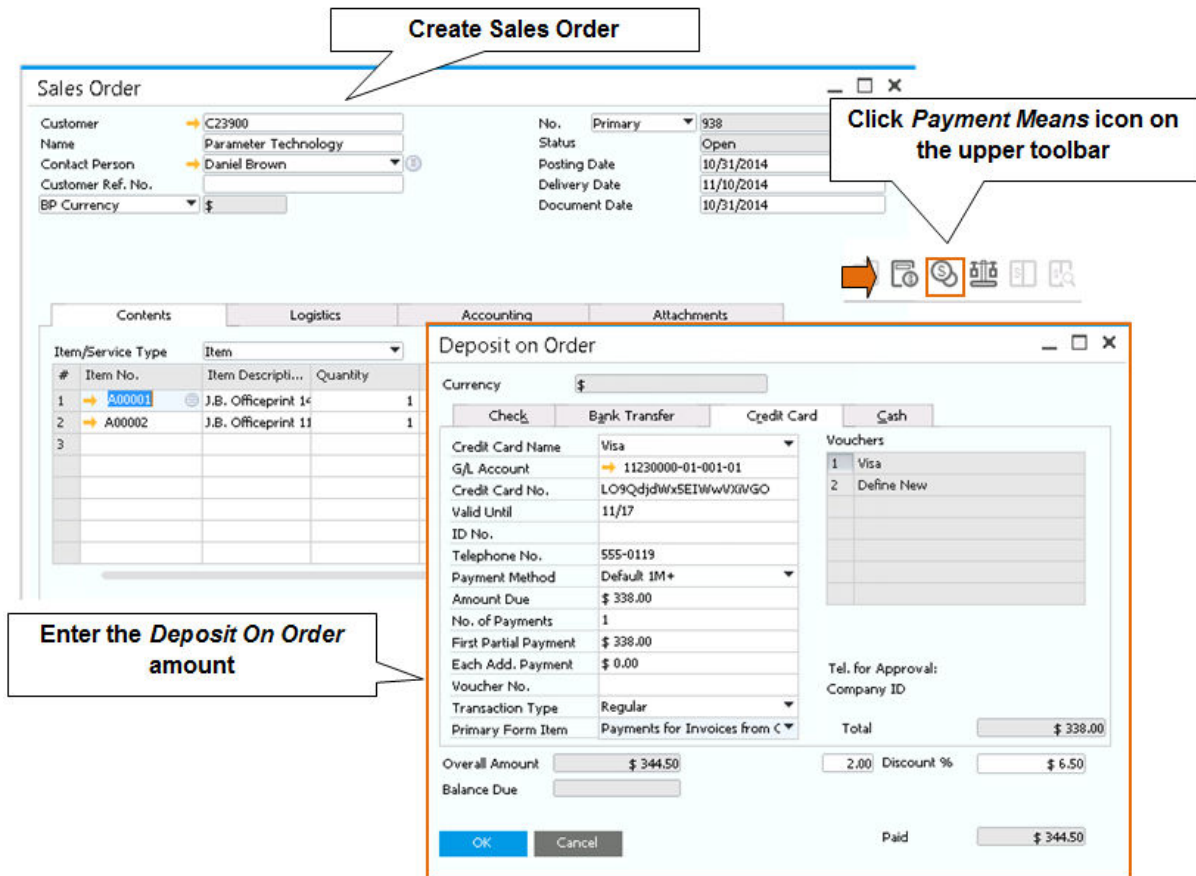 Create Sales Order
Sales Order
Customer C23900 No. Primary 938
Name Parameter Technology Status Open
Contact Person Daniel Brown Posting Date 10/31/2014
Customer Ref. No. Delivery Date 11/10/2014
BP Currency $ Document Date 10/31/2014
Click Payment Means icon on
the upper toolbar
Contents Logistics Accounting Attachments
Item/Service Type Item
# Item No. Item Descripti... Quantity
1 A00001 J.B. Officeprint 14 1
2 A00002 J.B. Officeprint 11 1
3
Enter the Deposit On Order
amount
Deposit on Order
Currency $
Check Bank Transfer Credit Card Cash
Credit Card Name Visa Vouchers
G/L Account 11230000-01-001-01 1 Visa
Credit Card No. LO9QdjdWx5EIWwVXiVGO 2 Define New
Valid Until 11/17
ID No.
Telephone No. 555-0119
Payment Method Default 1M+
Amount Due $ 338.00
No. of Payments 1
First Partial Payment $ 338.00
Each Add. Payment $ 0.00 Tel. for Approval:
Voucher No. Company ID
Transaction Type Regular
Primary Form Item Payments for Invoices from Total $ 338.00
Overall Amount $ 344.50 2.00 Discount % $ 6.50
Balance Due
OK Cancel Paid $ 344.50